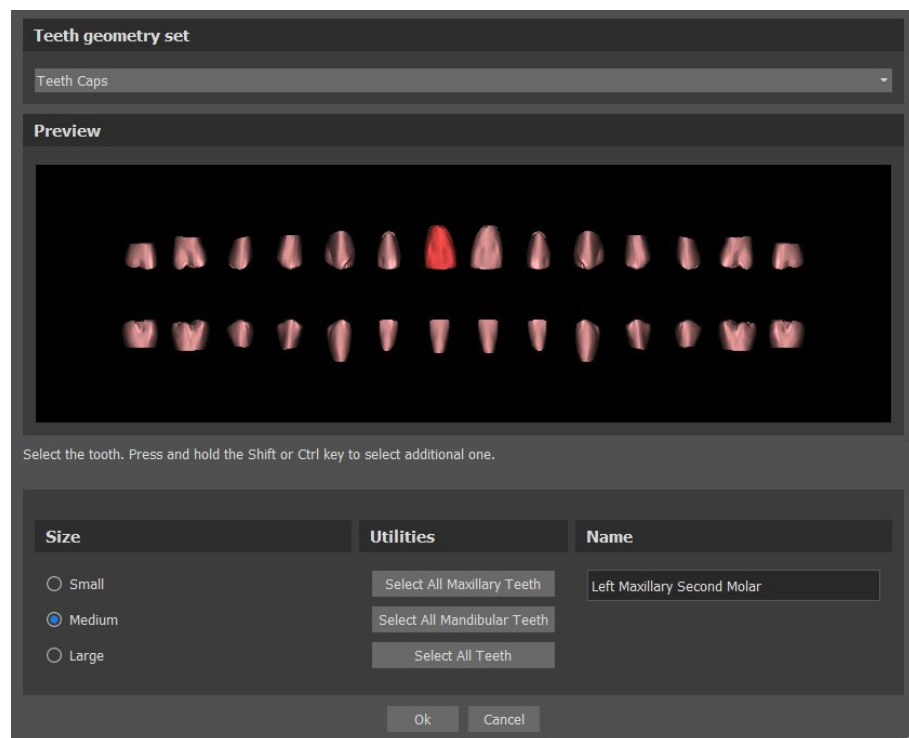 Teeth geometry set
Teeth Caps
Preview
Select the tooth. Press and hold the Shift or Ctrl key to select additional one.
Size
Utilities
Name
Small
Select All Maxillary Teeth
Left Maxillary Second Molar
Medium
Select All Mandibular Teeth
Large
Select All Teeth
Ok
Cancel